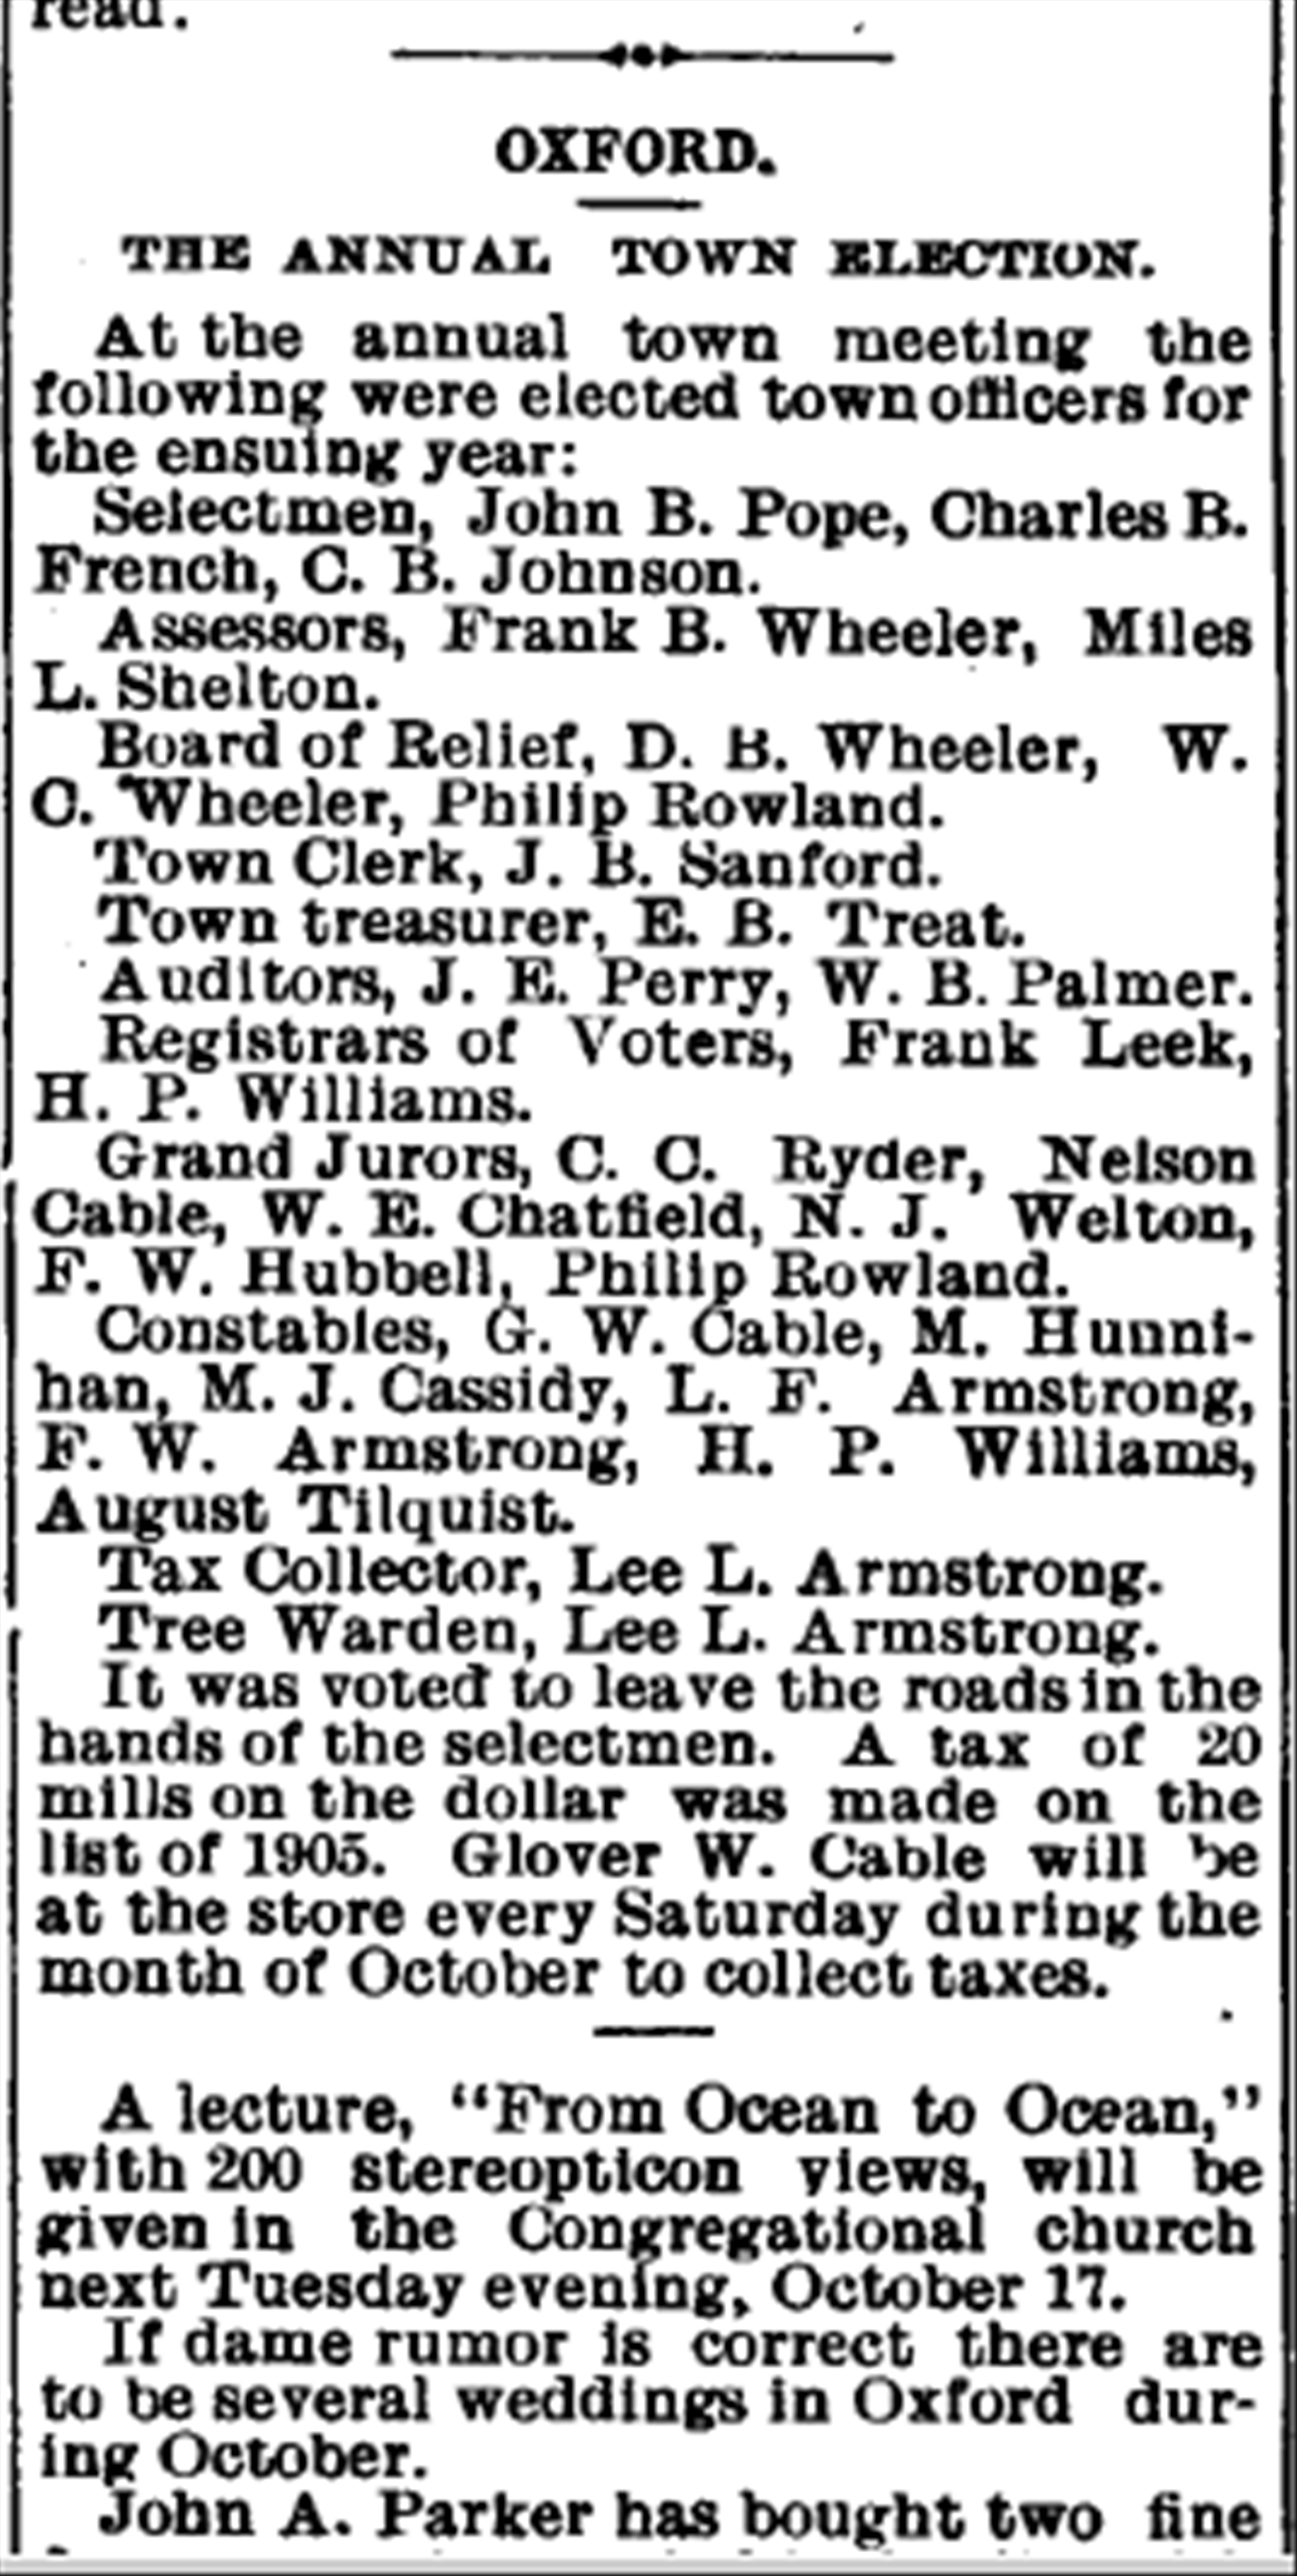 read.
OXFORD.
THE ANNUAL TOWN ELECTION.
At the annual town meeting the
following were elected town officers for
the ensuing year:
Selectmen, John B. Pope, Charles B.
French, C. B. Johnson.
Assessors, Frank B. Wheeler, Miles
L. Shelton.
Board of Relief, D. B. Wheeler, W.
C. Wheeler, Philip Rowland.
Town Clerk, J. B. Sanford.
Town treasurer, E. B. Treat.
Auditors, J. E. Perry, W. B. Palmer.
Registrars of Voters, Frank Leek,
H. P. Williams.
Grand Jurors, C. C. Ryder, Nelson
Cable, W. E. Chatfield, N. J. Welton,
F. W. Hubbell, Philip Rowland.
Constables, G. W. Cable, M. Hunni-
han, M. J. Cassidy, L. F. Armstrong,
F. W. Armstrong, H. P. Williams,
August Tilquist.
Tax Collector, Lee L. Armstrong.
Tree Warden, Lee L. Armstrong.
It was voted to leave the roads in the
hands of the selectmen. A tax of 20
mills on the dollar was made on the
list of 1905. Glover W. Cable will be
at the store every Saturday during the
month of October to collect taxes.
A lecture, "From Ocean to Ocean,"
with 200 stereopticon views, will be
given in the Congregational church
next Tuesday evening, October 17.
If dame rumor is correct there are
to be several weddings in Oxford dur-
ing October.
John A. Parker has bought two fine